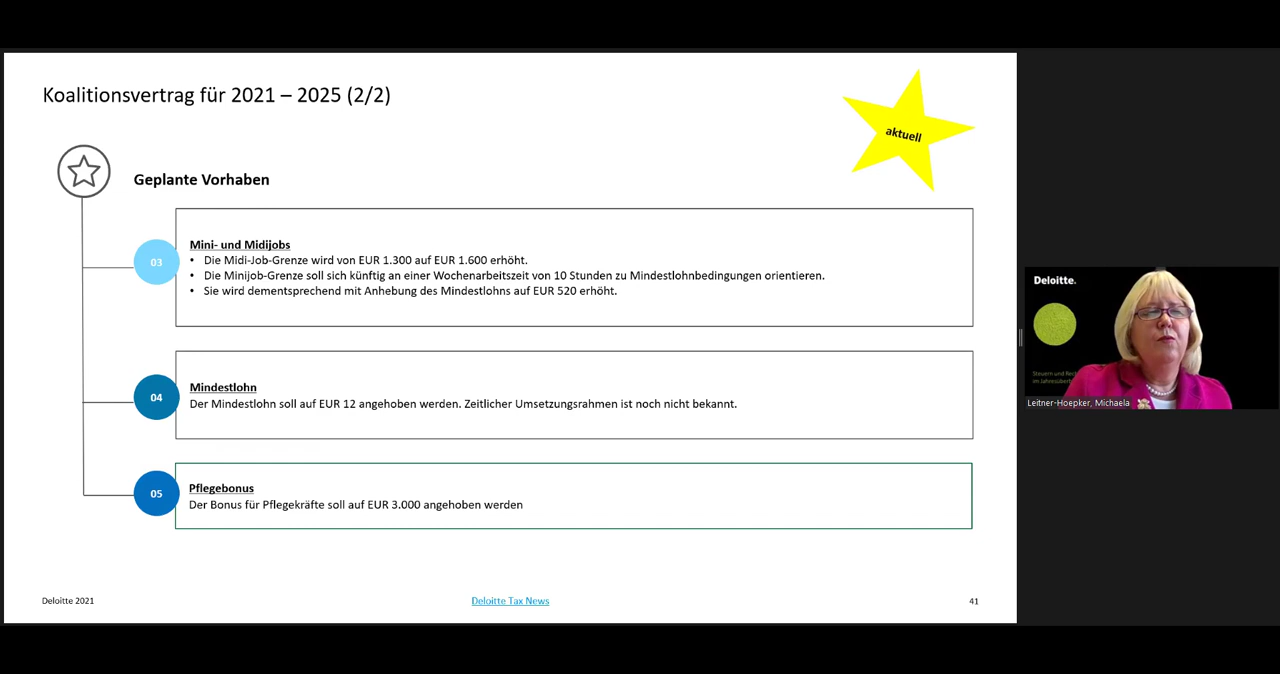 Koalitionsvertrag für 2021 – 2025 (2/2)
aktuell
Geplante Vorhaben
03
Mini- und Midijobs
• Die Midi-Job-Grenze wird von EUR 1.300 auf EUR 1.600 erhöht.
• Die Minijob-Grenze soll sich künftig an einer Wochenarbeitszeit von 10 Stunden zu Mindestlohnbedingungen orientieren.
• Sie wird dementsprechend mit Anhebung des Mindestlohns auf EUR 520 erhöht.
04
Mindestlohn
Der Mindestlohn soll auf EUR 12 angehoben werden. Zeitlicher Umsetzungsrahmen ist noch nicht bekannt.
05
Pflegebonus
Der Bonus für Pflegekräfte soll auf EUR 3.000 angehoben werden
Deloitte 2021
Deloitte Tax News
41
Deloitte.
Steuern und
im
Leitner-Hoepker, Michaela